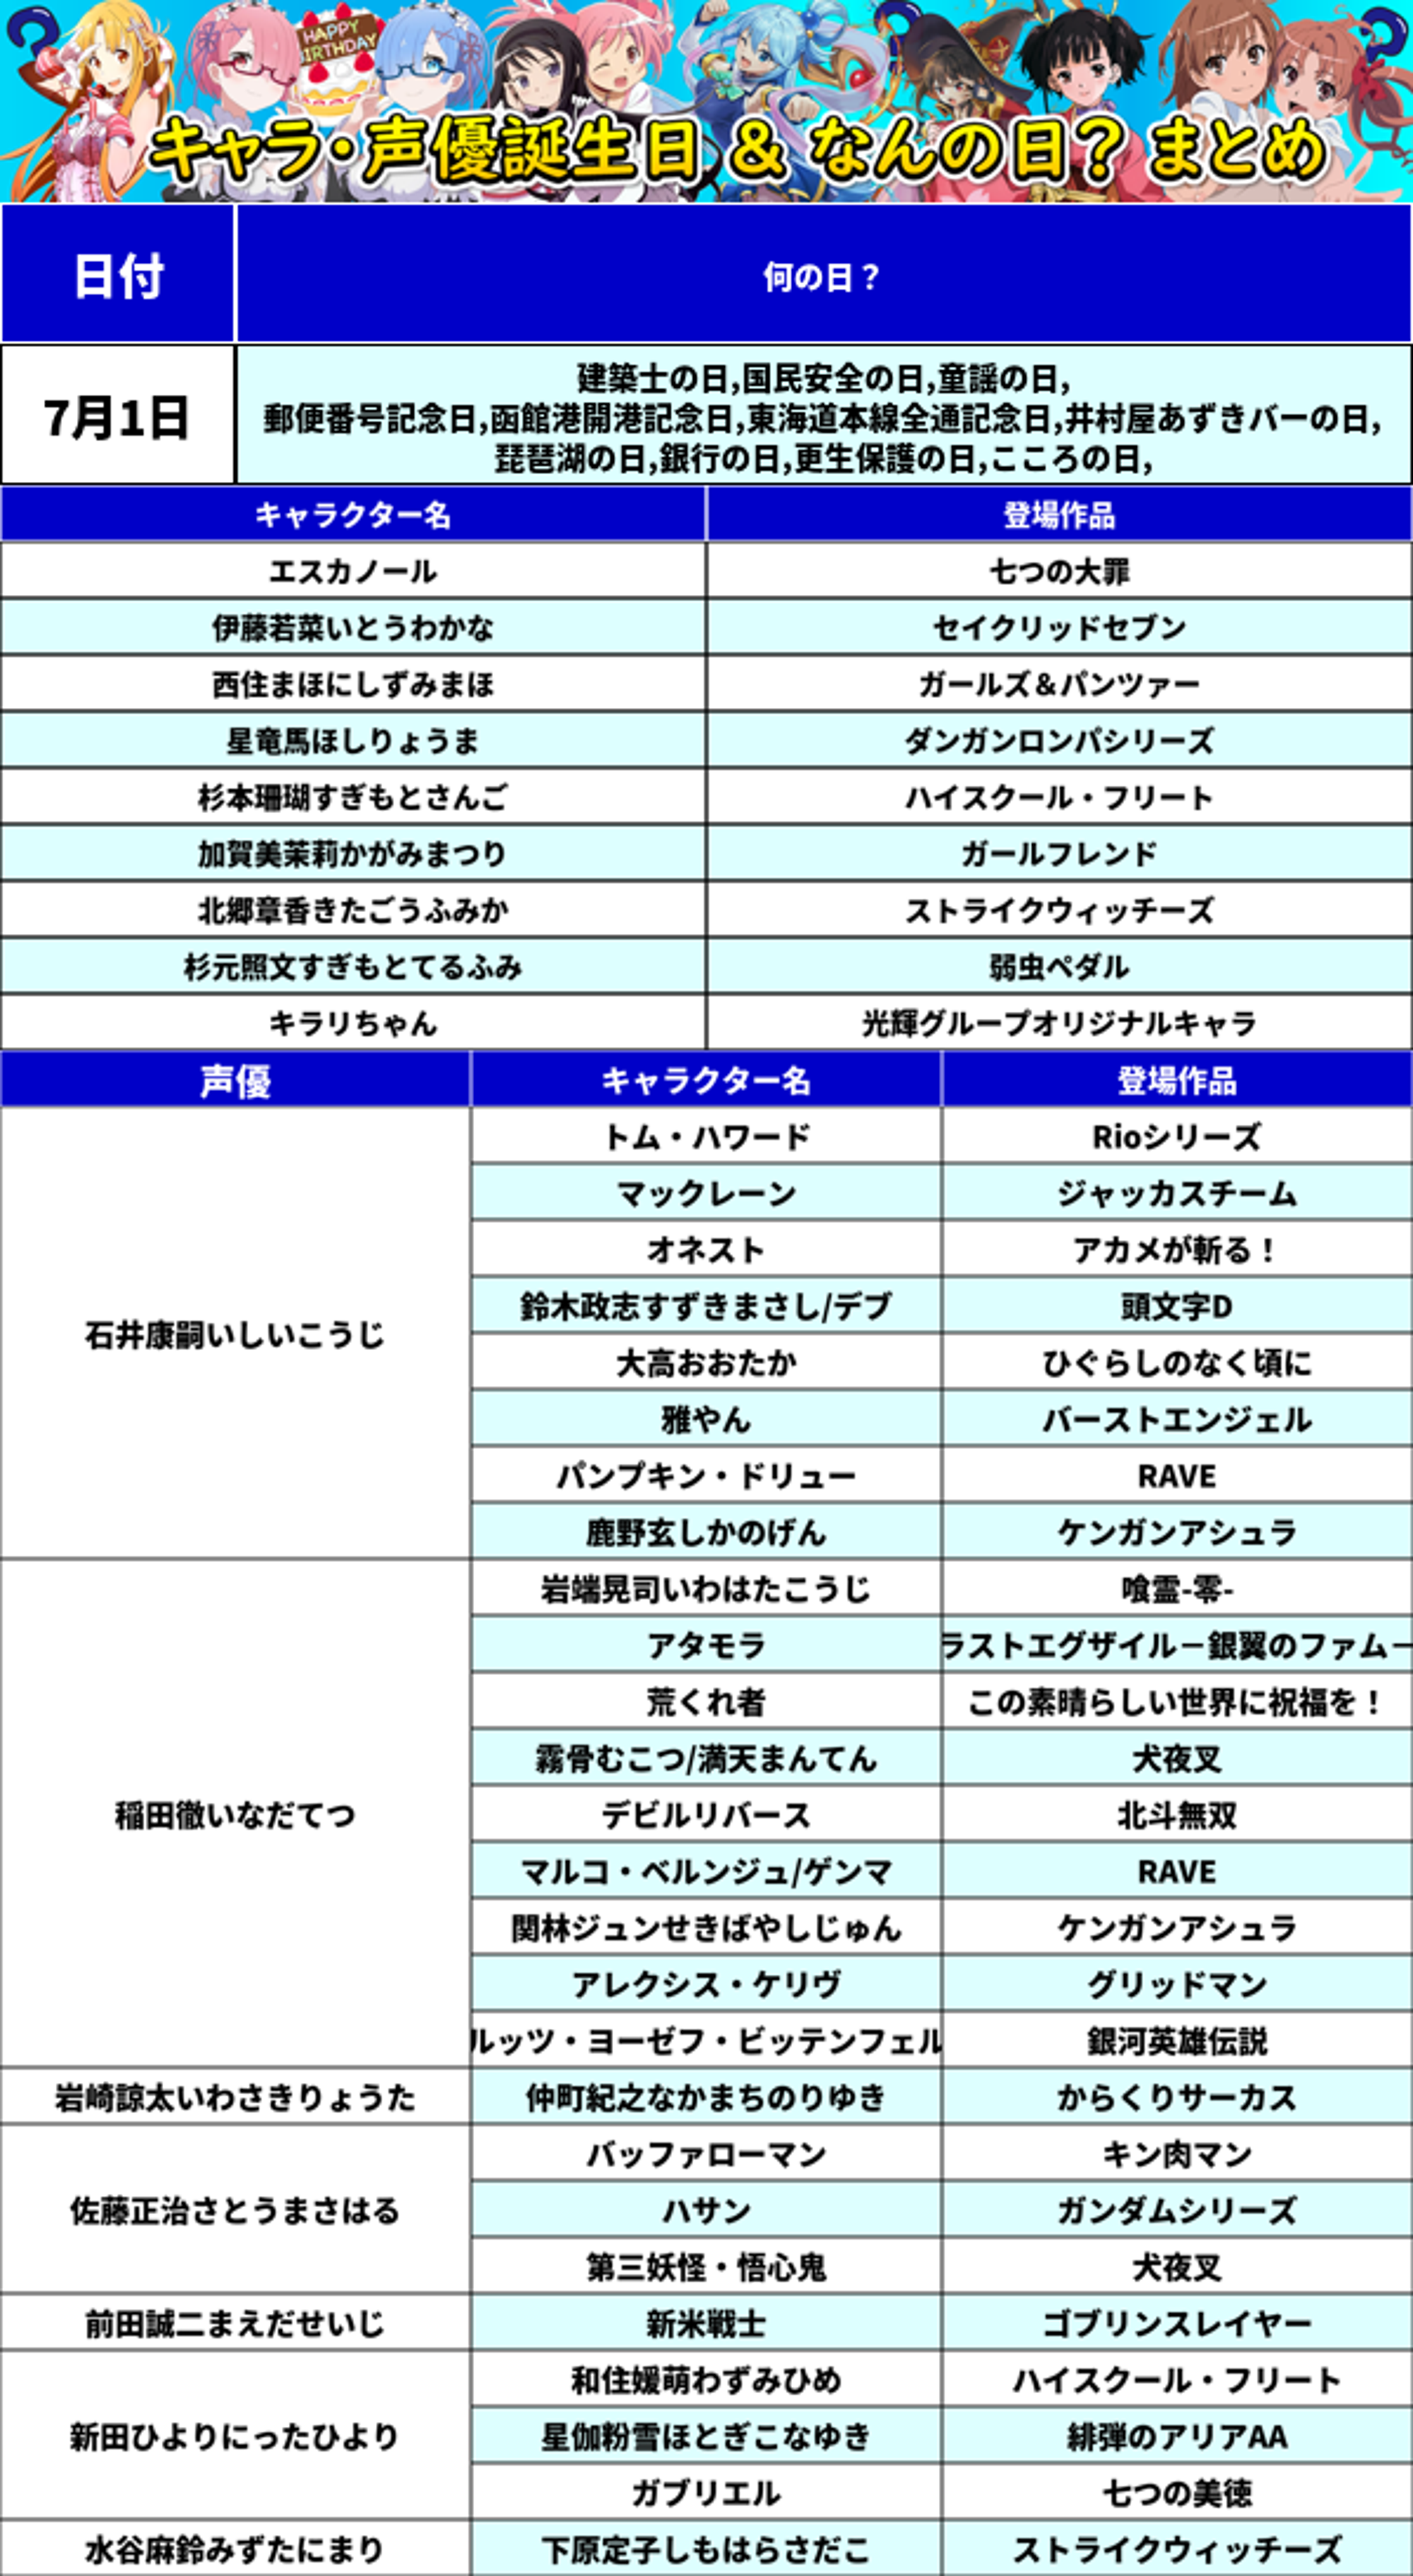 HAPPY
BIRTHDAY
キャラ・声優誕生日 & なんの日? まとめ
日付 何の日？
7月1日
建築士の日,国民安全の日,童謡の日,
郵便番号記念日,函館港開港記念日,東海道本線全通記念日,井村屋あずきバーの日,
琵琶湖の日,銀行の日,更生保護の日,こころの日,
キャラクター名 登場作品
エスカノール 七つの大罪
伊藤若菜いとうわかな セイクリッドセブン
西住まほにしずみまほ ガールズ＆パンツァー
星竜馬ほしりょうま ダンガンロンパシリーズ
杉本珊瑚すぎもとさんご ハイスクール・フリート
加賀美茉莉かがみまつり ガールフレンド
北郷章香きたごうふみか ストライクウィッチーズ
杉元照文すぎもとてるふみ 弱虫ペダル
キラリちゃん 光輝グループオリジナルキャラ
声優 キャラクター名 登場作品
石井康嗣いしいこうじ
トム・ハワード Rioシリーズ
マックレーン ジャッカスチーム
オネスト アカメが斬る！
鈴木政志すずきまさし/デブ 頭文字D
大高おおたか ひぐらしのなく頃に
雅やん バーストエンジェル
パンプキン・ドリュー RAVE
鹿野玄しかのげん ケンガンアシュラ
稲田徹いなだてつ
岩端晃司いわはたこうじ 喰霊-零-
アタモラ ラストエグザイル－銀翼のファム－
荒くれ者 この素晴らしい世界に祝福を！
霧骨むこつ/満天まんてん 犬夜叉
デビルリバース 北斗無双
マルコ・ベルンジュ/ゲンマ RAVE
関林ジュンせきばやしじゅん ケンガンアシュラ
アレクシス・ケリヴ グリッドマン
ルッツ・ヨーゼフ・ビッテンフェル 銀河英雄伝説
岩崎諒太いわさきりょうた 仲町紀之なかまちのりゆき からくりサーカス
佐藤正治さとうまさはる
バッファローマン キン肉マン
ハサン ガンダムシリーズ
第三妖怪・悟心鬼 犬夜叉
前田誠二まえだせいじ 新米戦士 ゴブリンスレイヤー
新田ひよりにったひより
和住媛萌わずみひめ ハイスクール・フリート
星伽粉雪ほとぎこなゆき 緋弾のアリアAA
ガブリエル 七つの美徳
水谷麻鈴みずたにまり 下原定子しもはらさだこ ストライクウィッチーズ